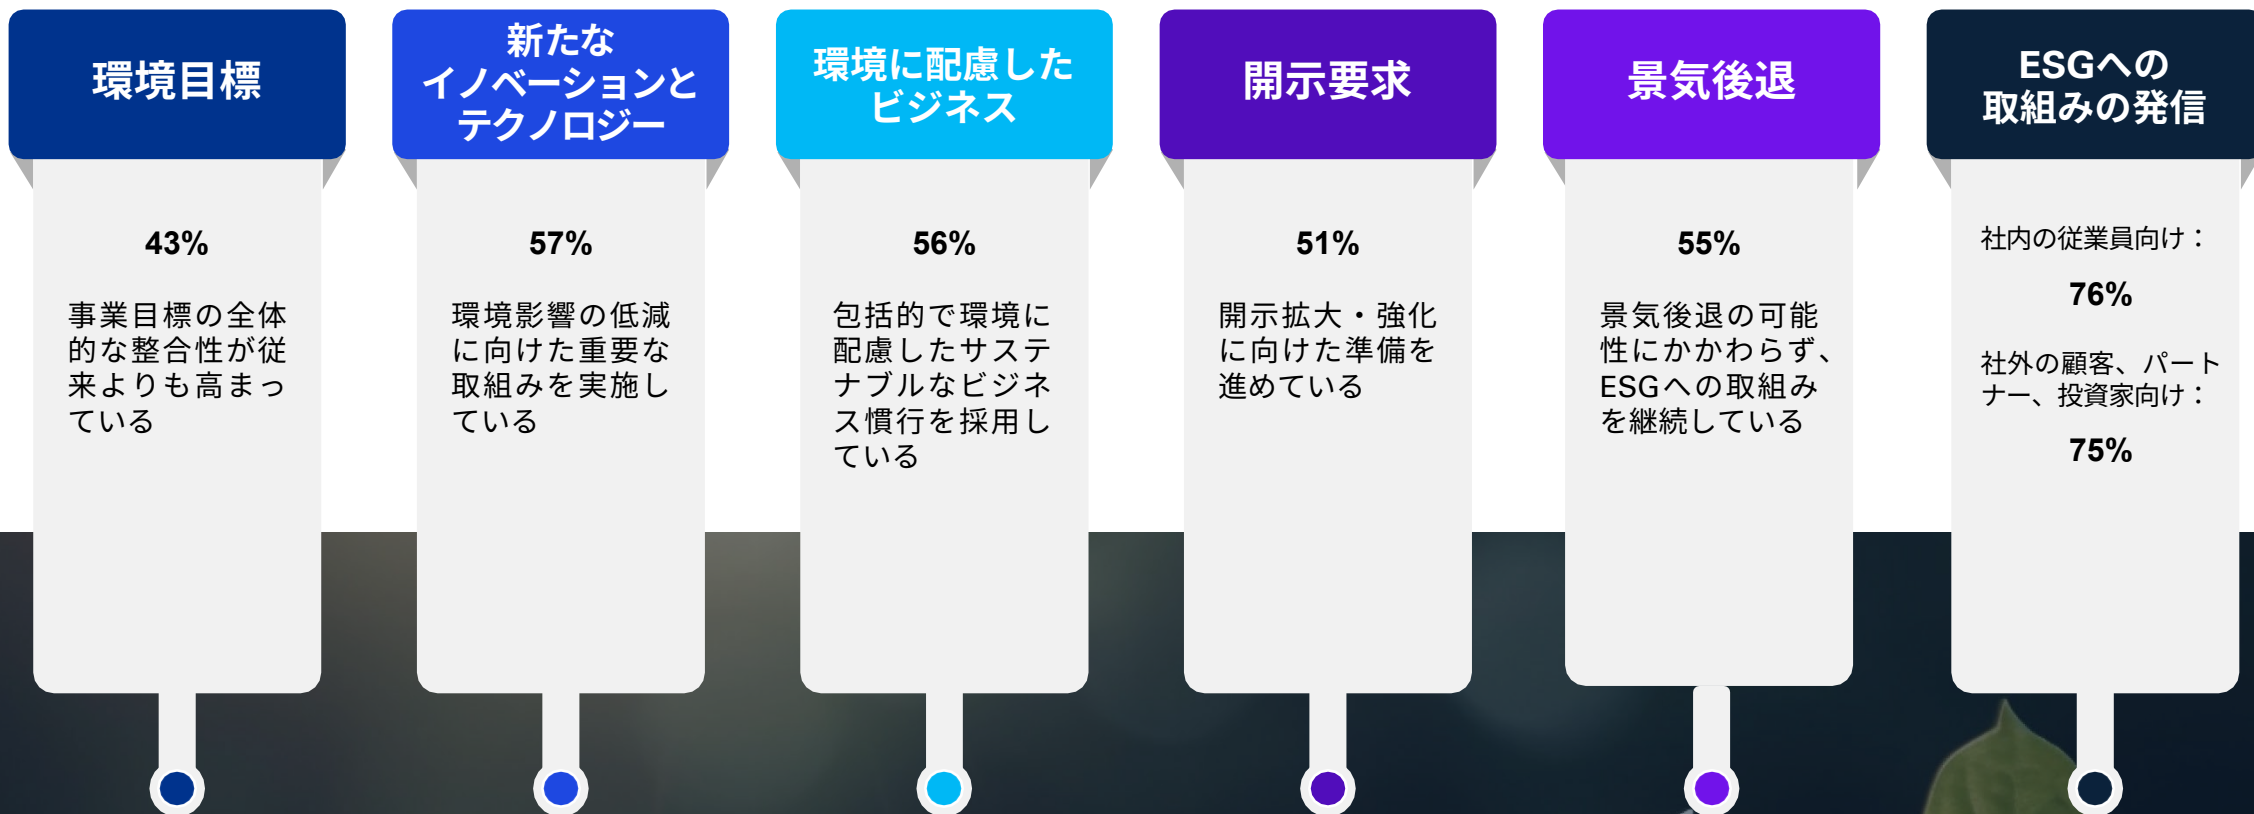 環境目標
43%
事業目標の全体
的な整合性が従
来よりも高まっ
ている
新たな
イノベーションと
テクノロジー
57%
環境影響の低減
に向けた重要な
取組みを実施し
ている
環境に配慮した
ビジネス
56%
包括的で環境に
配慮したサステ
ナブルなビジネ
ス慣行を採用し
ている
開示要求
51%
開示拡大・強化
に向けた準備を
進めている
景気後退
55%
景気後退の可能
性にかかわらず、
ESGへの取組み
を継続している
ESGへの
取組みの発信
社内の従業員向け：
76%
社外の顧客、パート
ナー、投資家向け：
75%